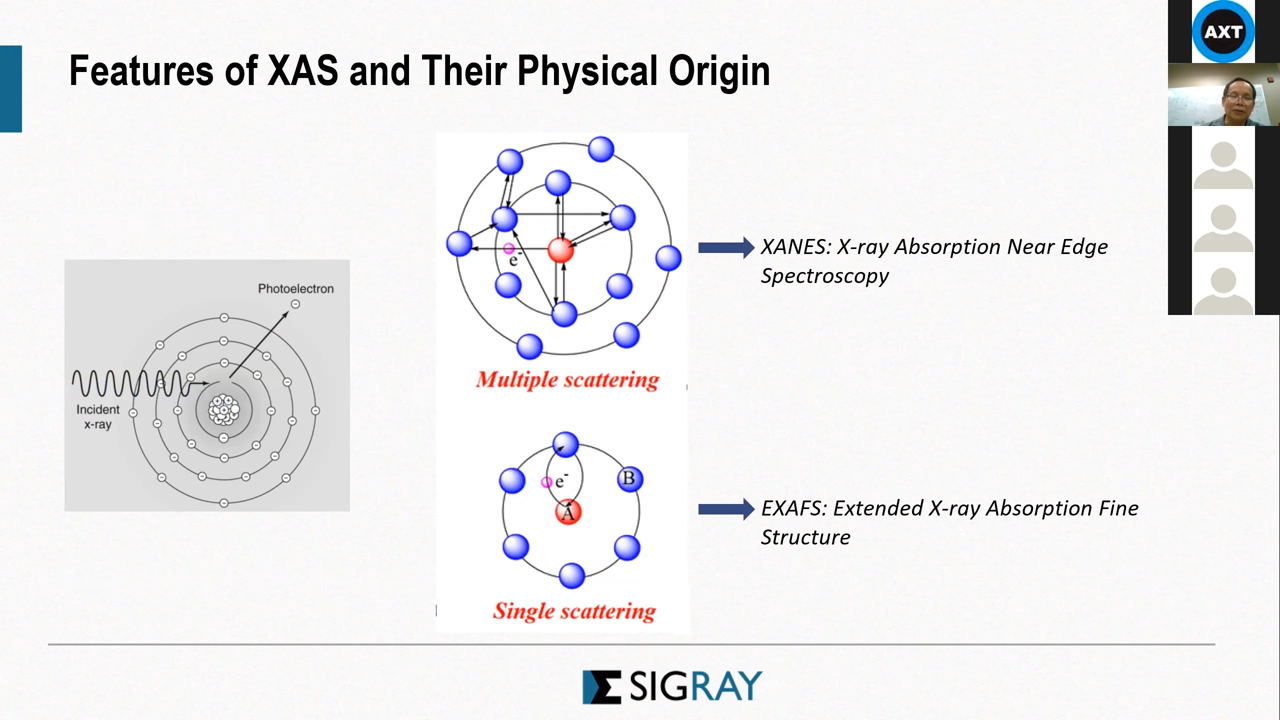 Features of XAS and Their Physical Origin
AXT
Photoelectron
Incident
x-ray
e-
Multiple scattering
XANES: X-ray Absorption Near Edge
Spectroscopy
e-
B
A
Single scattering
EXAFS: Extended X-ray Absorption Fine
Structure
SIGRAY